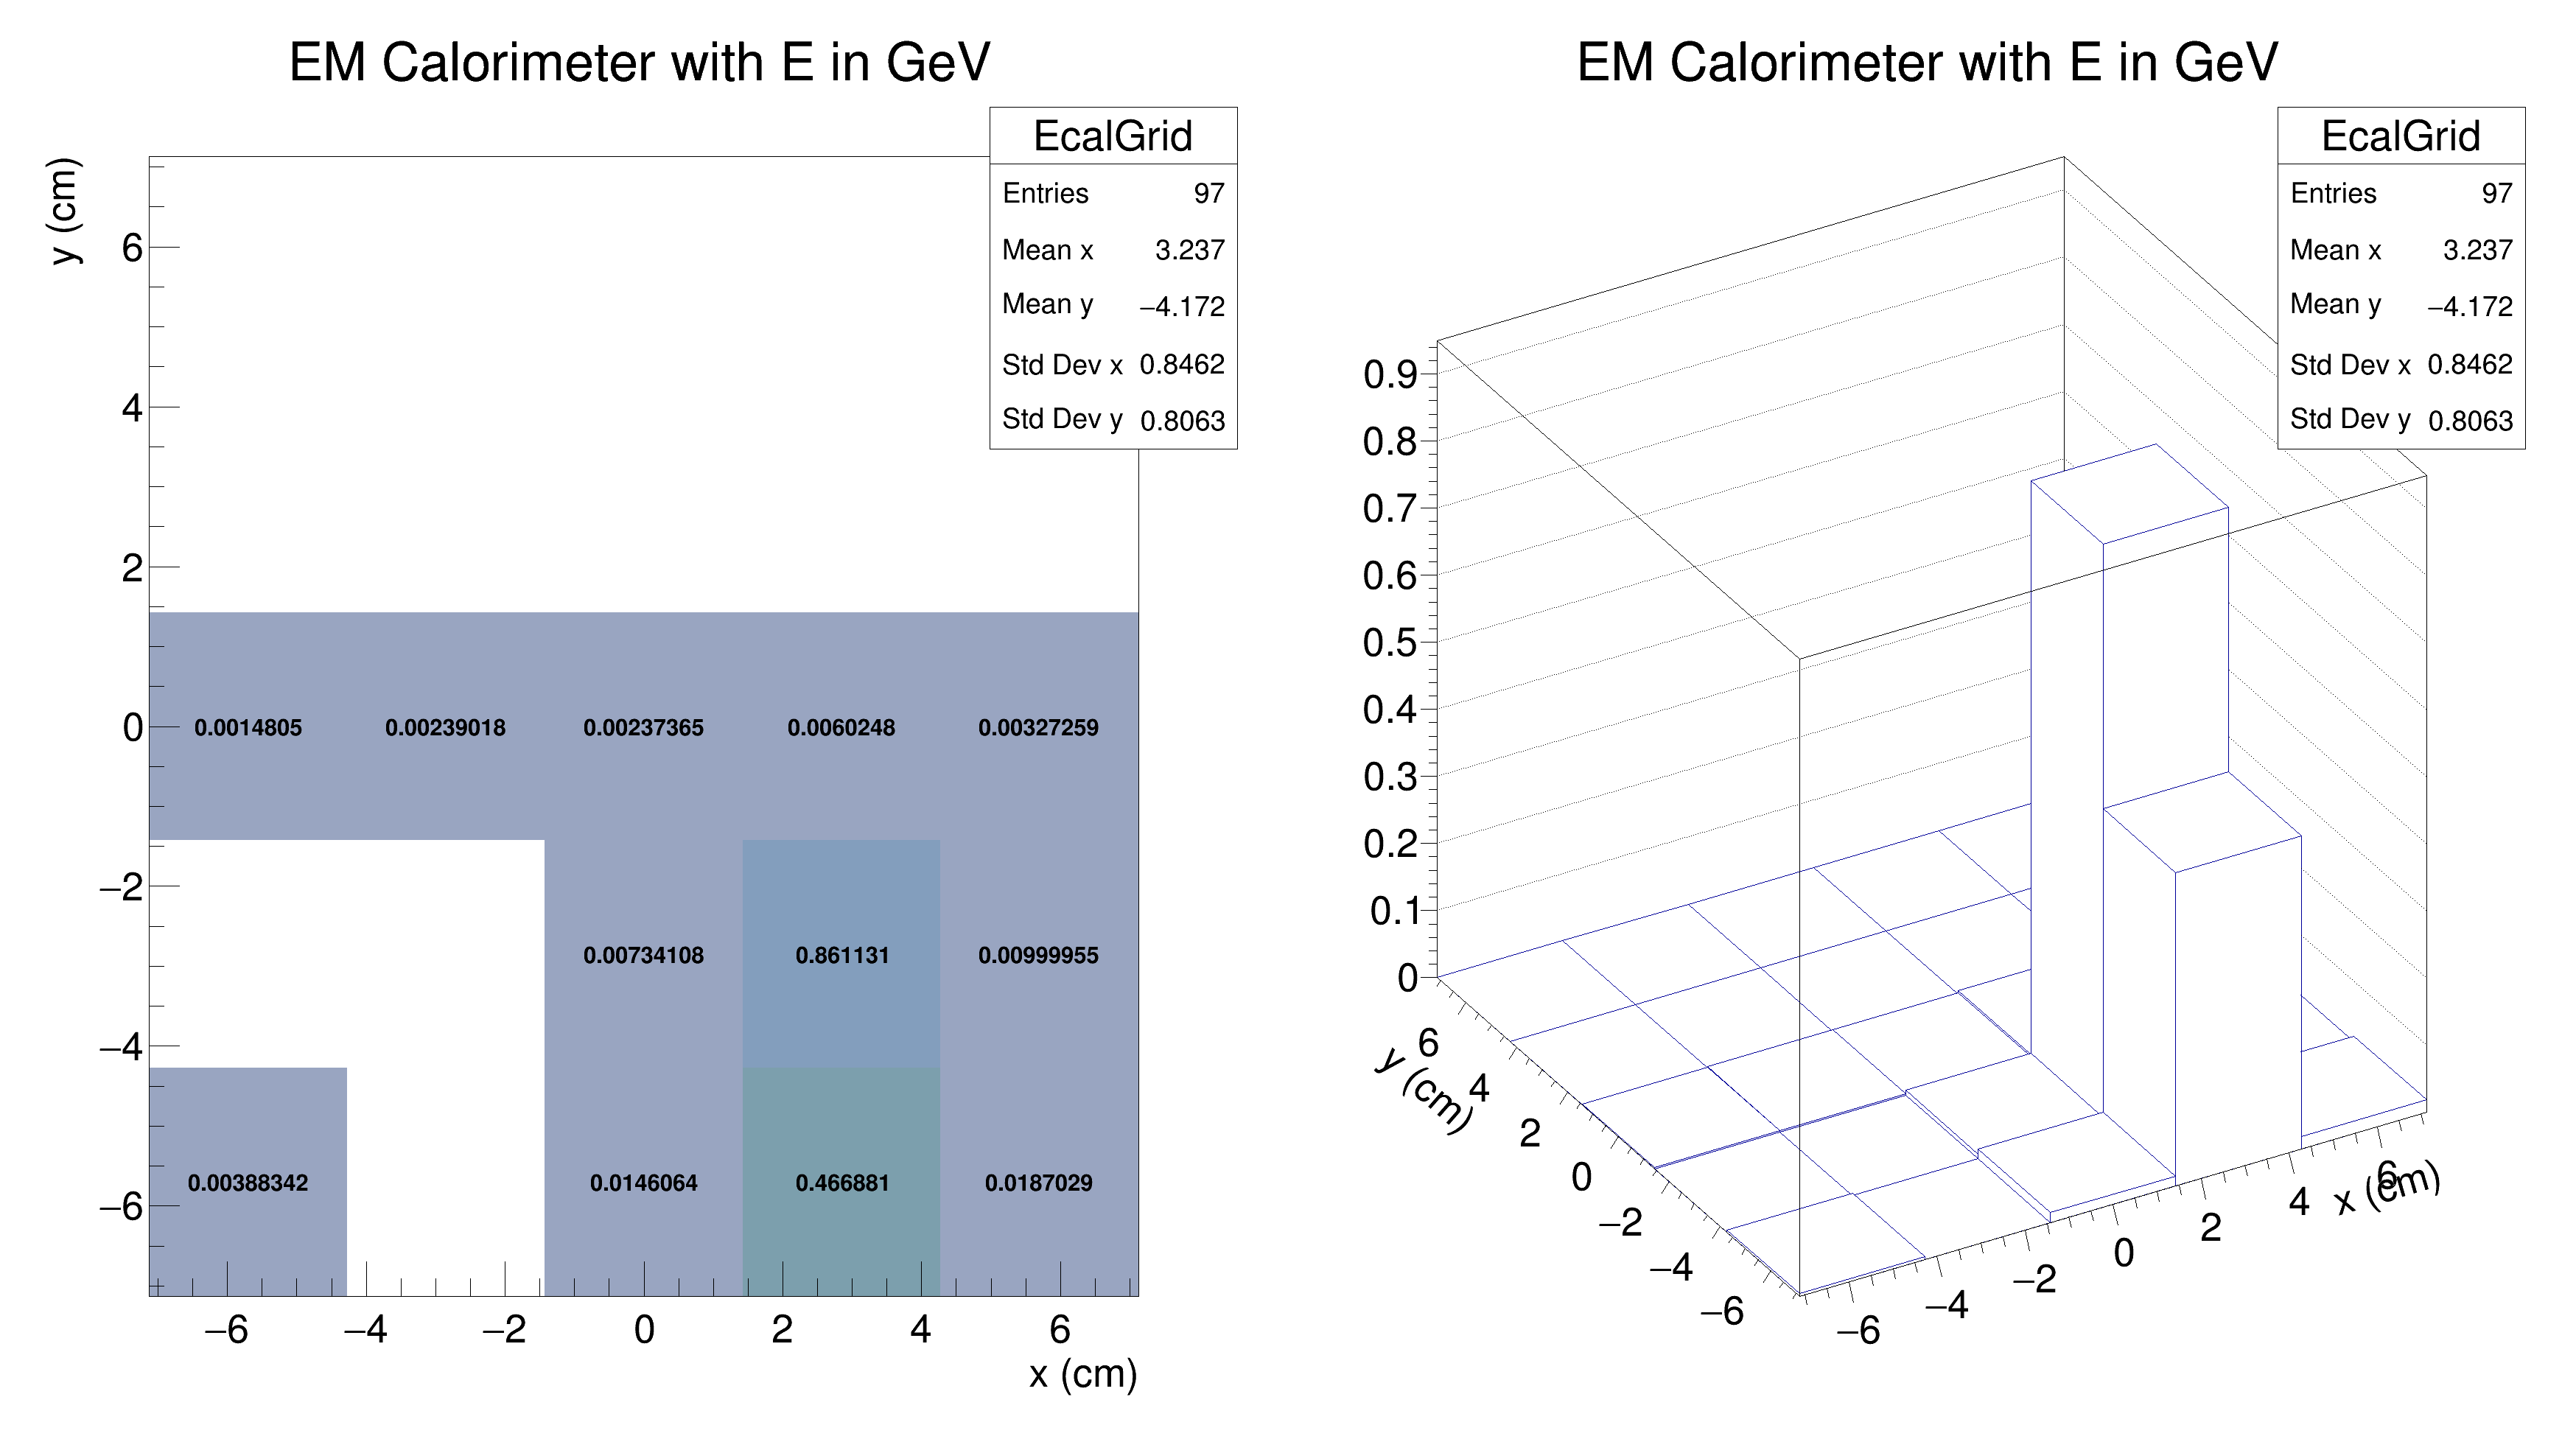 EM Calorimeter with E in GeV
EcalGrid
Entries 97
Mean x 3.237
Mean y −4.172
Std Dev x 0.8462
Std Dev y 0.8063
y (cm)
6
4
2
0
−2
−4
−6
0.0014805 0.00239018 0.00237365 0.0060248 0.00327259
0.00734108 0.861131 0.00999955
0.00388342 0.0146064 0.466881 0.0187029
−6 −4 −2 0 2 4 6
x (cm)
EM Calorimeter with E in GeV
EcalGrid
Entries 97
Mean x 3.237
Mean y −4.172
Std Dev x 0.8462
Std Dev y 0.8063
0.9
0.8
0.7
0.6
0.5
0.4
0.3
0.2
0.1
0
y (cm)
6
4
2
0
−2
−4
−6
−6
−4
−2
0
2
4
6
x (cm)